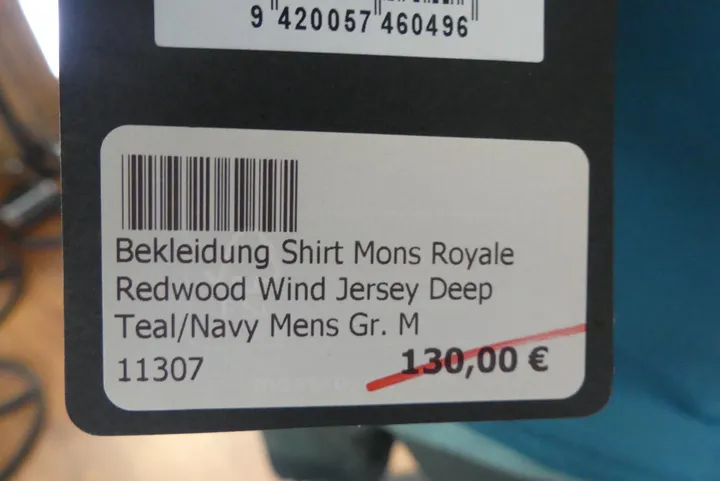 9 420057 460496
Bekleidung Shirt Mons Royale
Redwood Wind Jersey Deep
Teal/Navy Mens Gr. M
11307 130,00 €